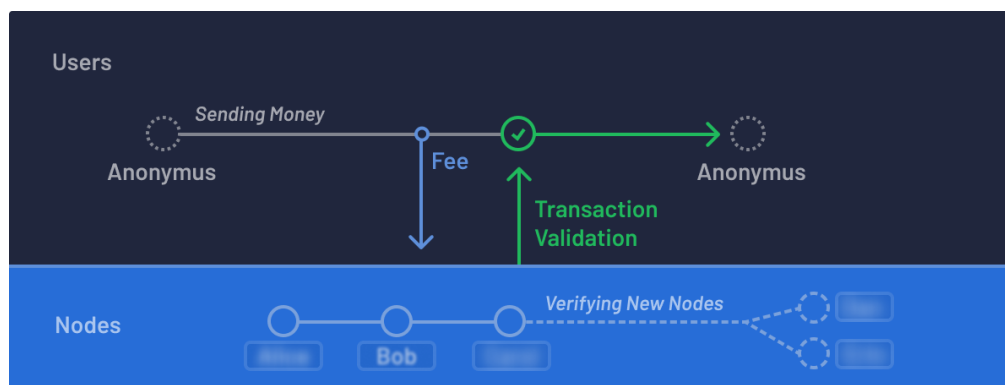 Users
Sending Money
Anonymus
Fee
Anonymus
Transaction
Validation
Verifying New Nodes
Nodes
Bob